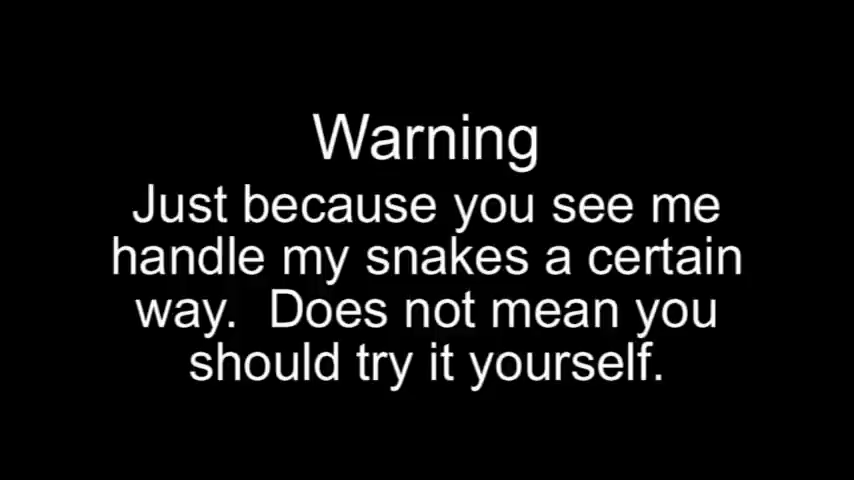 Warning
Just because you see me
handle my snakes a certain
way.  Does not mean you
should try it yourself.